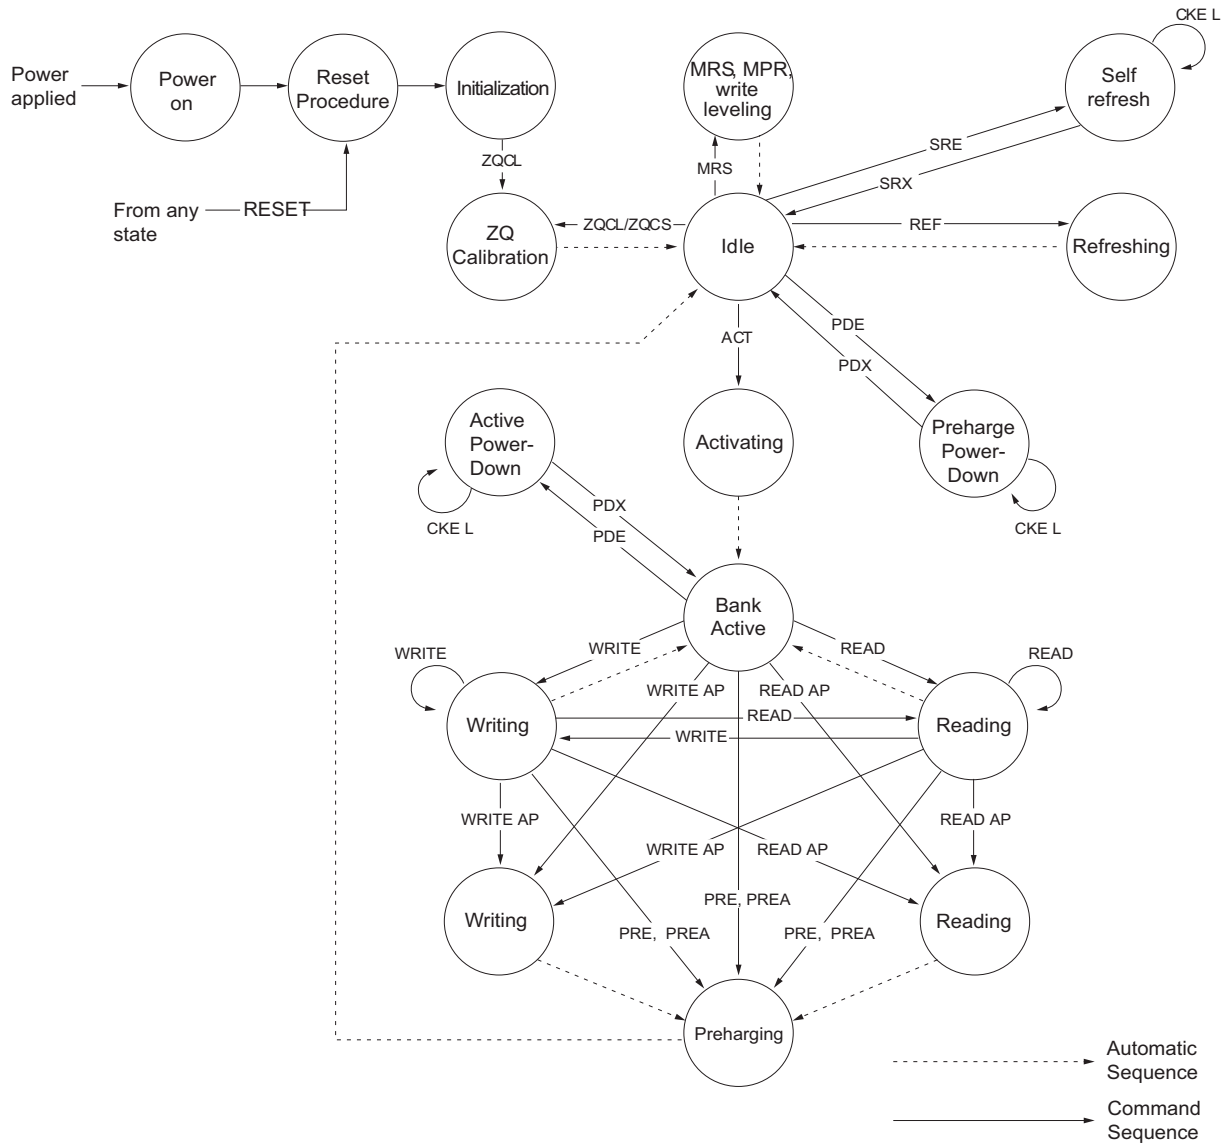 CKE L
Power
applied
Power
on
Reset
Procedure
Initialization
MRS, MPR,
write
leveling
Self
refresh
ZQCL
MRS
SRE
SRX
From any
state
RESET
ZQ
Calibration
ZQCL/ZQCS
Idle
REF
Refreshing
ACT
PDE
PDX
Active
Power-
Down
Activating
Preharge
Power-
Down
CKE L
PDX
PDE
CKE L
Bank
Active
WRITE
WRITE
READ
READ
WRITE AP
READ AP
Writing
READ
WRITE
Reading
WRITE AP
READ AP
WRITE AP
READ AP
Writing
PRE, PREA
Reading
PRE, PREA
PRE, PREA
Preharging
Automatic
Sequence
Command
Sequence